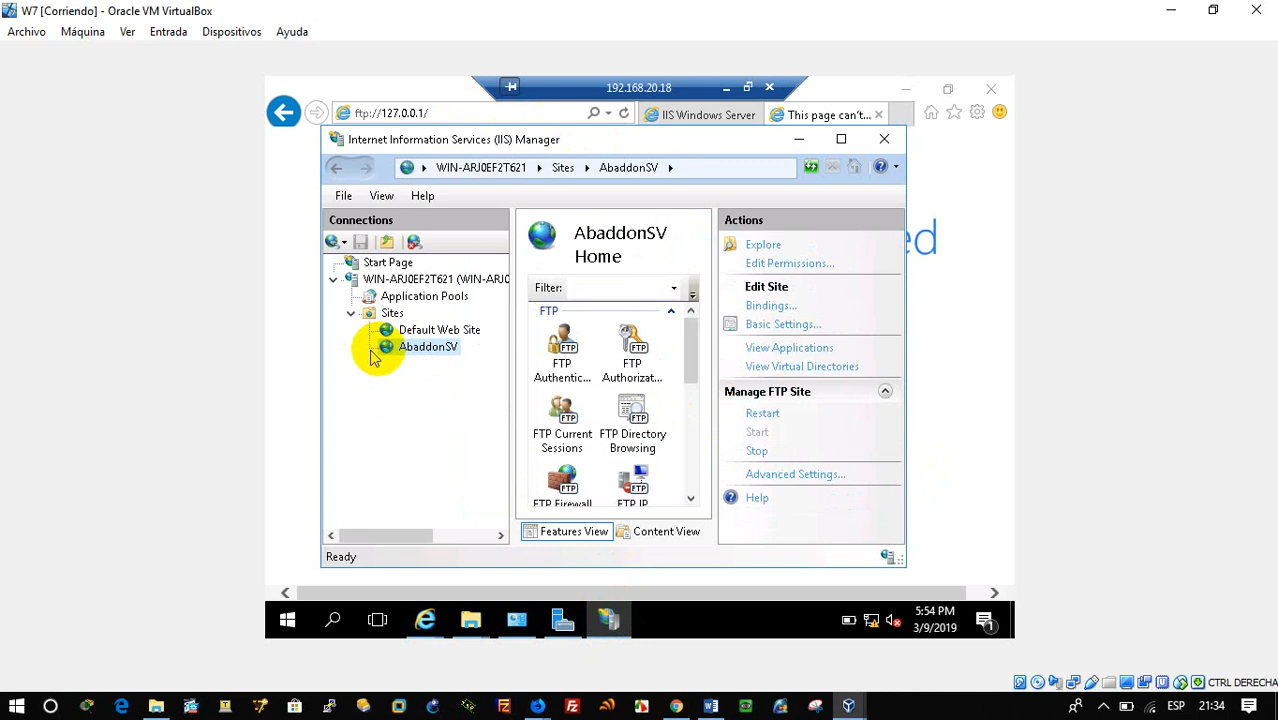 W7 [Corriendo] - Oracle VM VirtualBox
Archivo Máquina Ver Entrada Dispositivos Ayuda
192.168.20.18
ftp://127.0.0.1/ IIS Windows Server This page can't...
Internet Information Services (IIS) Manager
WIN-ARJ0EF2T621 Sites AbaddonSV
File View Help
Connections
Start Page
WIN-ARJ0EF2T621 (WIN-ARJ0
Application Pools
Sites
Default Web Site
AbaddonSV
AbaddonSV
Home
Filter:
FTP
FTP Authentic...
FTP Authorizat...
FTP Current Sessions
FTP Directory Browsing
FTP Firewall
FTP IP
Features View Content View
Actions
Explore
Edit Permissions...
Edit Site
Bindings...
Basic Settings...
View Applications
View Virtual Directories
Manage FTP Site
Restart
Start
Stop
Advanced Settings...
Help
Ready
ed
5:54 PM
3/9/2019
1
CTRL DERECHA
ESP 21:34